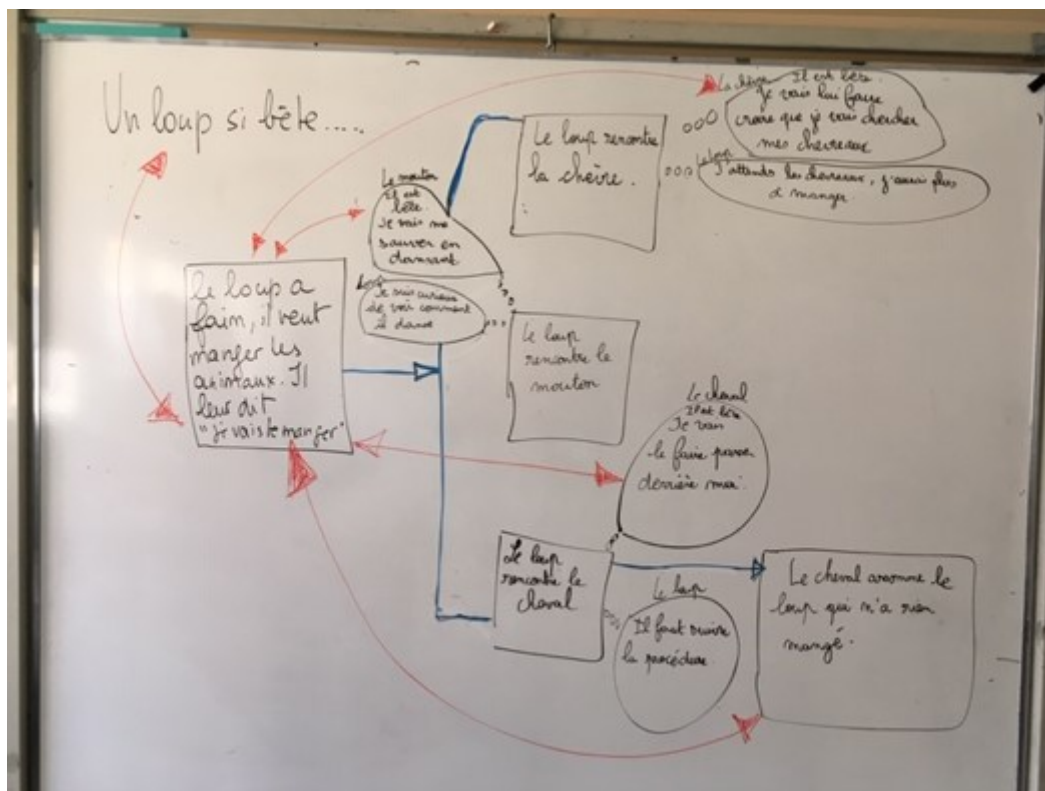 Un loup si bête.....
le loup a
faim, il veut
manger les
animaux. Il
leur dit
"je vais te manger"
Le mouton
Il est
bête.
Je vais me
sauver en
dansant
Je suis curieux
de voir comment
il danse
Le loup rencontre
la chèvre.
La chèvre
Il est bête.
Je vais lui faire
croire que je vais chercher
mes chevreaux
Le loup
J'attends les chevreaux, j'aurai plus
à manger.
Le loup
rencontre le
mouton
Le cheval
Il est bête
Je vais
le faire passer
derrière moi.
Le loup
rencontre le
cheval
Le loup
Il faut suivre
la procédure.
Le cheval assomme le
loup qui n'a rien
mangé.